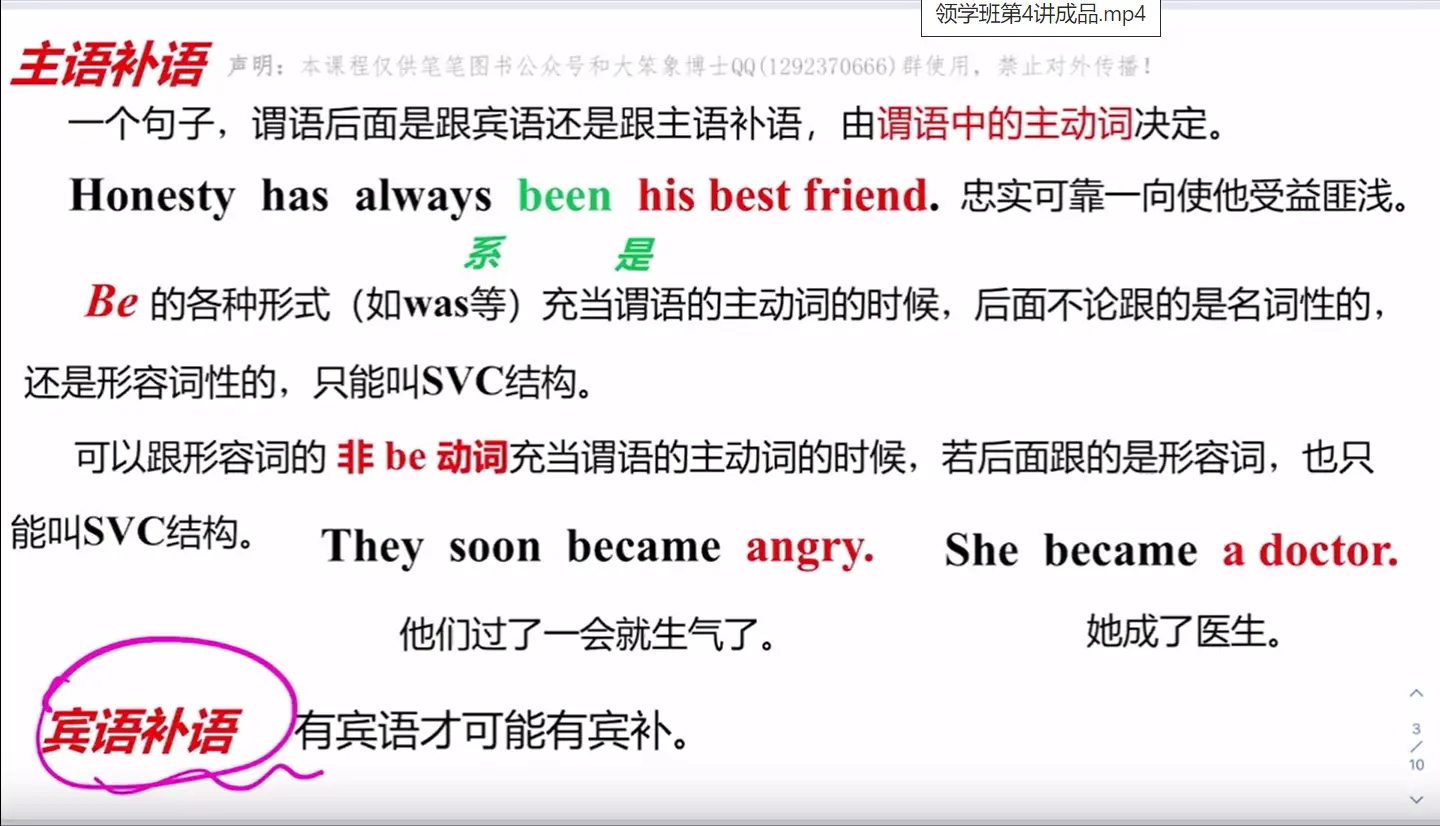 领学班第4讲成品.mp4
主语补语 声明：本课程仅供笔笔图书公众号和大笨象博士QQ(1292370666)群使用，禁止对外传播！
一个句子，谓语后面是跟宾语还是跟主语补语，由谓语中的主动词决定。
Honesty has always been his best friend. 忠实可靠一向使他受益匪浅。
系 是
Be 的各种形式（如was等）充当谓语的主动词的时候，后面不论跟的是名词性的，
还是形容词性的，只能叫SVC结构。
可以跟形容词的 非 be 动词充当谓语的主动词的时候，若后面跟的是形容词，也只
能叫SVC结构。 They soon became angry. She became a doctor.
他们过了一会就生气了。 她成了医生。
宾语补语 有宾语才可能有宾补。
3
/
10